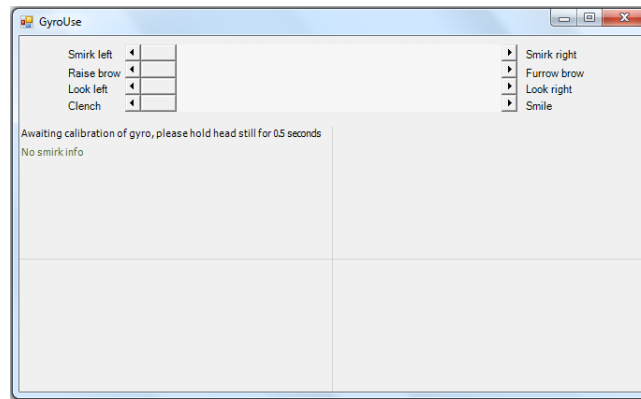 GyroUse
Smirk left Smirk right
Raise brow Furrow brow
Look left Look right
Clench Smile
Awaiting calibration of gyro, please hold head still for 0.5 seconds
No smirk info